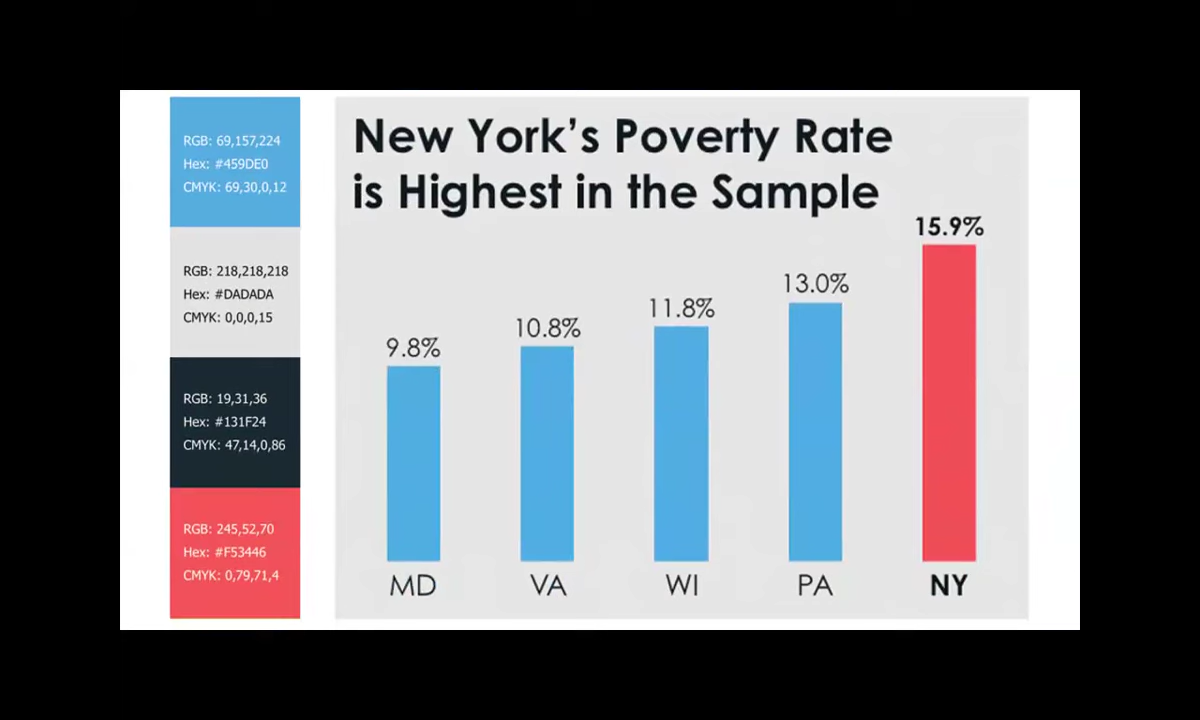 RGB: 69,157,224
Hex: #459DE0
CMYK: 69,30,0,12
RGB: 218,218,218
Hex: #DADADA
CMYK: 0,0,0,15
RGB: 19,31,36
Hex: #131F24
CMYK: 47,14,0,86
RGB: 245,52,70
Hex: #F53446
CMYK: 0,79,71,4
New York’s Poverty Rate
is Highest in the Sample
9.8%
10.8%
11.8%
13.0%
15.9%
MD
VA
WI
PA
NY